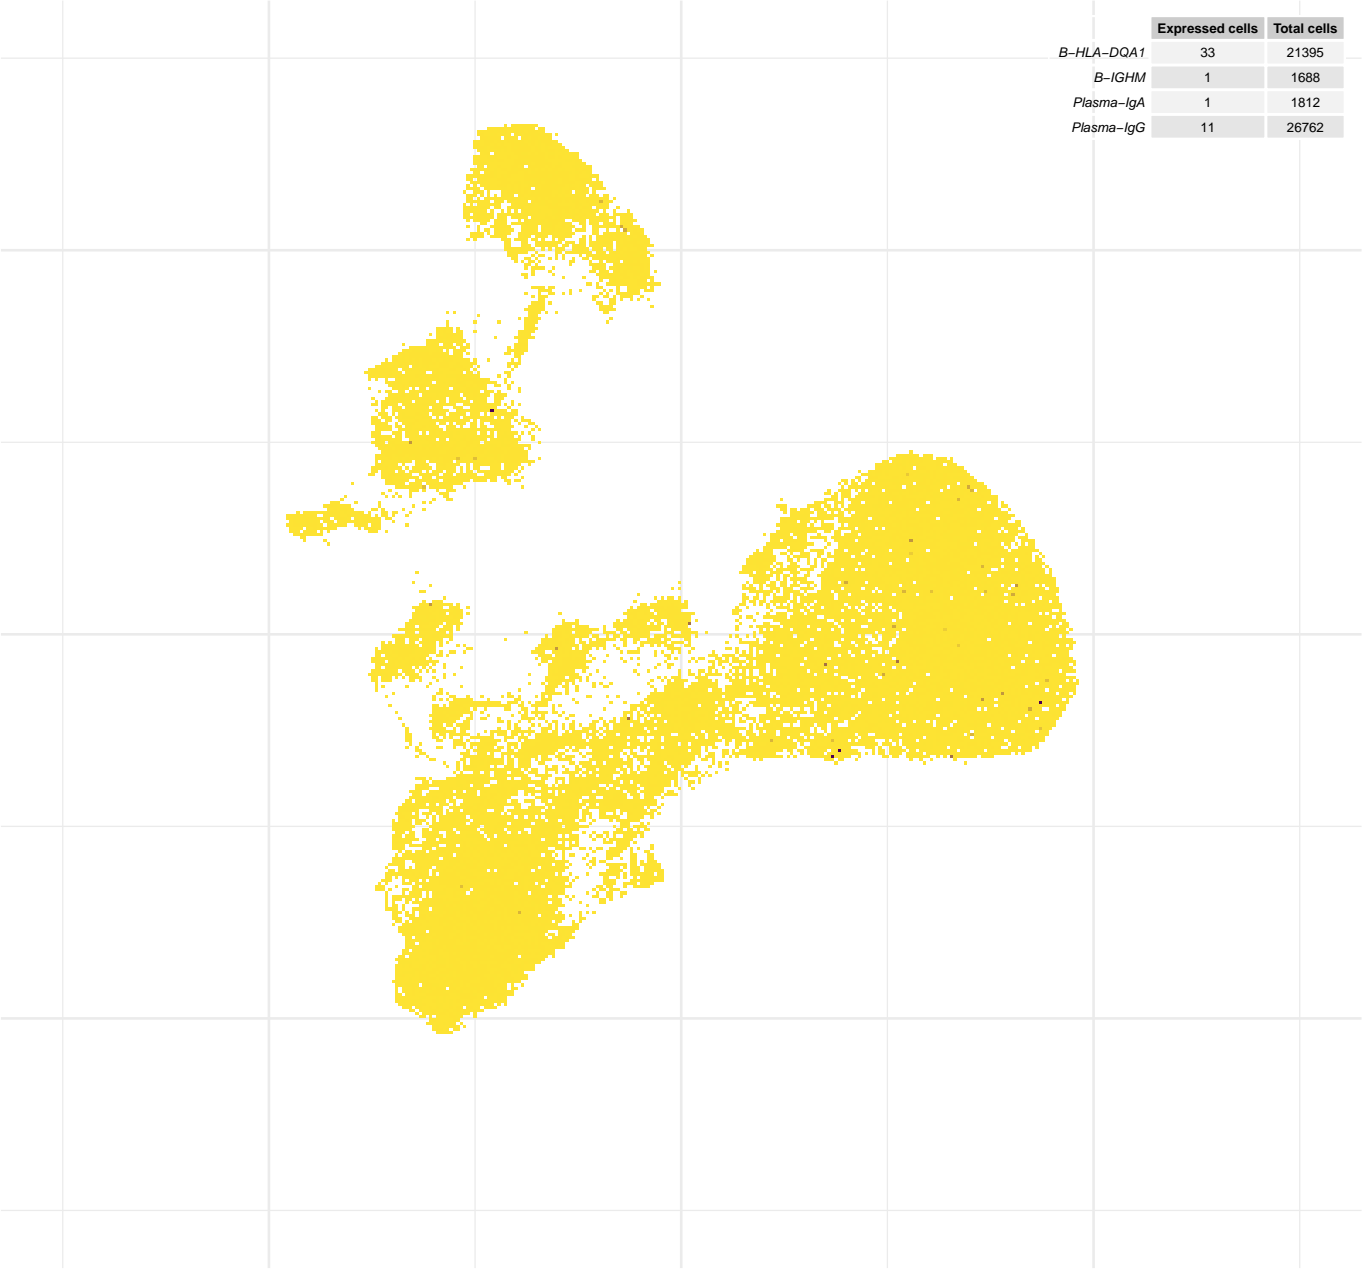 Expressed cells Total cells
B−HLA−DQA1 33 21395
B−IGHM 1 1688
Plasma−IgA 1 1812
Plasma−IgG 11 26762